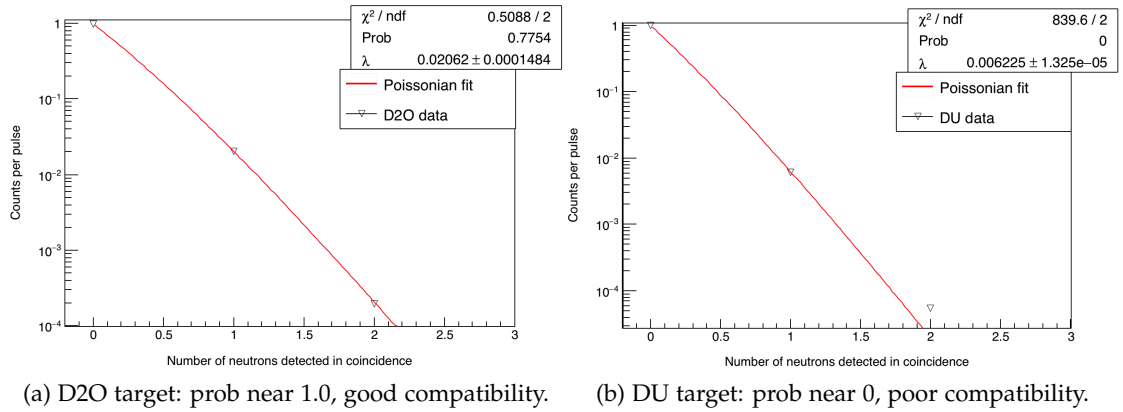 χ² / ndf 0.5088 / 2
Prob 0.7754
λ 0.02062 ± 0.0001484
Poissonian fit
D2O data
Counts per pulse
1
10⁻¹
10⁻²
10⁻³
10⁻⁴
0 0.5 1 1.5 2 2.5 3
Number of neutrons detected in coincidence
(a) D2O target: prob near 1.0, good compatibility.
χ² / ndf 839.6 / 2
Prob 0
λ 0.006225 ± 1.325e−05
Poissonian fit
DU data
Counts per pulse
1
10⁻¹
10⁻²
10⁻³
10⁻⁴
0 0.5 1 1.5 2 2.5 3
Number of neutrons detected in coincidence
(b) DU target: prob near 0, poor compatibility.